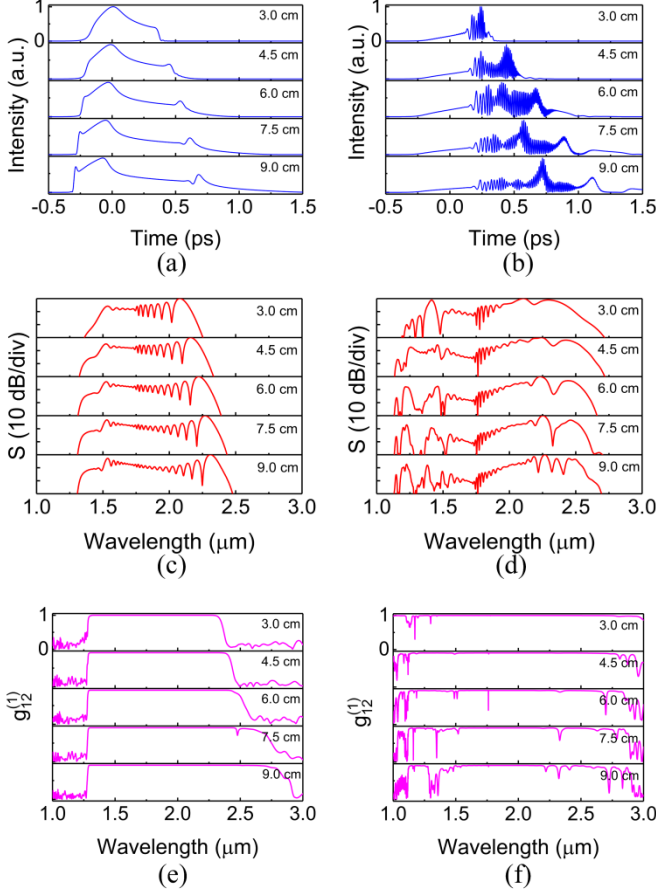 1
0
Intensity (a.u.)
3.0 cm
4.5 cm
6.0 cm
7.5 cm
9.0 cm
-0.5 0.0 0.5 1.0 1.5
Time (ps)
(a)
1
0
Intensity (a.u.)
3.0 cm
4.5 cm
6.0 cm
7.5 cm
9.0 cm
-0.5 0.0 0.5 1.0 1.5
Time (ps)
(b)
S (10 dB/div)
3.0 cm
4.5 cm
6.0 cm
7.5 cm
9.0 cm
1.0 1.5 2.0 2.5 3.0
Wavelength (μm)
(c)
S (10 dB/div)
3.0 cm
4.5 cm
6.0 cm
7.5 cm
9.0 cm
1.0 1.5 2.0 2.5 3.0
Wavelength (μm)
(d)
1
0
g₁₂⁽¹⁾
3.0 cm
4.5 cm
6.0 cm
7.5 cm
9.0 cm
1.0 1.5 2.0 2.5 3.0
Wavelength (μm)
(e)
1
0
g₁₂⁽¹⁾
3.0 cm
4.5 cm
6.0 cm
7.5 cm
9.0 cm
1.0 1.5 2.0 2.5 3.0
Wavelength (μm)
(f)